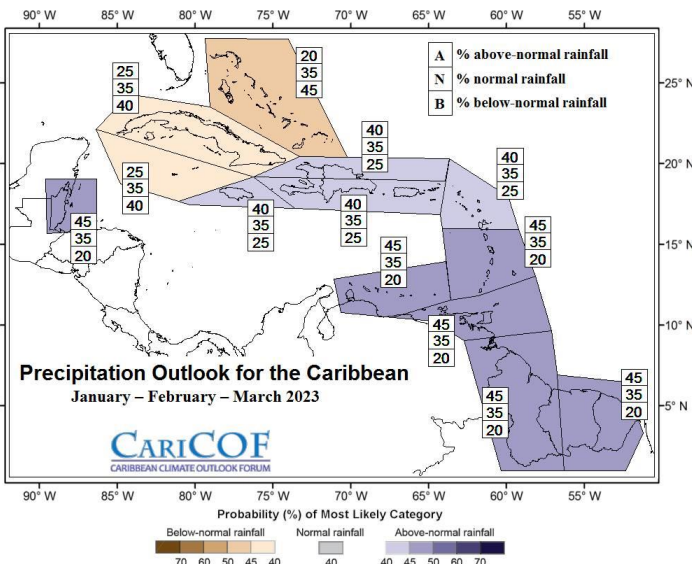 90° W 85° W 80° W 75° W 70° W 65° W 60° W 55° W
A % above-normal rainfall
N % normal rainfall
B % below-normal rainfall
20
35
45
25
35
40
25° N
40
35
25
40
35
25
20° N
25
35
40
40
35
25
40
35
25
45
35
20
45
35
20
15° N
45
35
20
45
35
20
10° N
45
35
20
45
35
20
5° N
Precipitation Outlook for the Caribbean
January – February – March 2023
CARICOF
CARIBBEAN CLIMATE OUTLOOK FORUM
90° W 85° W 80° W 75° W 70° W 65° W 60° W 55° W
Probability (%) of Most Likely Category
Below-normal rainfall Normal rainfall Above-normal rainfall
70 60 50 45 40 40 40 45 50 60 70